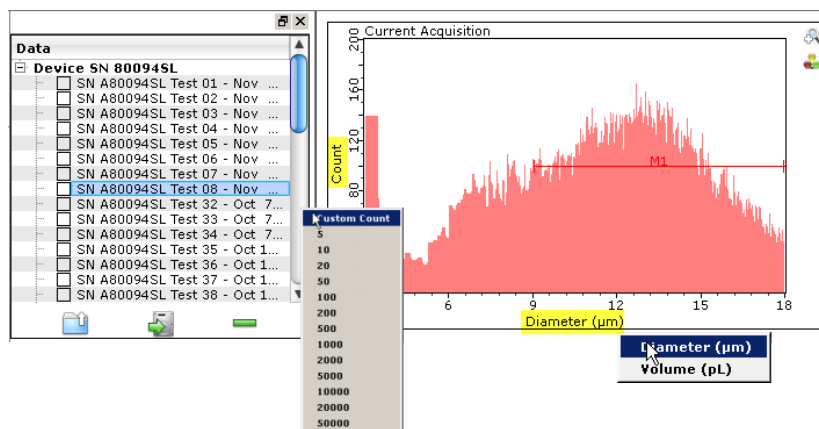 Data
Device SN 80094SL
SN A80094SL Test 01 - Nov ...
SN A80094SL Test 02 - Nov ...
SN A80094SL Test 03 - Nov ...
SN A80094SL Test 04 - Nov ...
SN A80094SL Test 05 - Nov ...
SN A80094SL Test 06 - Nov ...
SN A80094SL Test 07 - Nov ...
SN A80094SL Test 08 - Nov ...
SN A80094SL Test 32 - Oct 7...
SN A80094SL Test 33 - Oct 7...
SN A80094SL Test 34 - Oct 7...
SN A80094SL Test 35 - Oct 1...
SN A80094SL Test 36 - Oct 1...
SN A80094SL Test 37 - Oct 1...
SN A80094SL Test 38 - Oct 1...
Custom Count
5
10
20
50
100
200
500
1000
2000
5000
10000
20000
50000
Current Acquisition
200
160
120
80
Count
M1
6
9
12
15
18
Diameter (µm)
Diameter (µm)
Volume (pL)